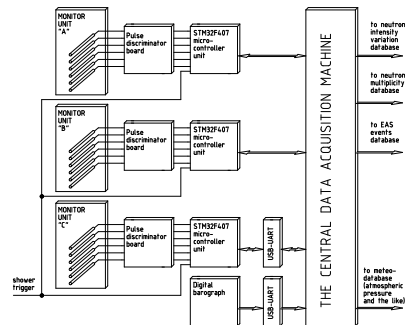 MONITOR
UNIT
"A"
Pulse
discriminator
board
STM32F407
micro-
controller
unit
MONITOR
UNIT
"B"
Pulse
discriminator
board
STM32F407
micro-
controller
unit
MONITOR
UNIT
"C"
Pulse
discriminator
board
STM32F407
micro-
controller
unit
USB-UART
shower
trigger
Digital
barograph
USB-UART
THE CENTRAL DATA ACQUISITION MACHINE
to neutron
intensity
variation
database
to neutron
multiplicity
database
to EAS
events
database
to meteo-
database
(atmospheric
pressure
and the like)